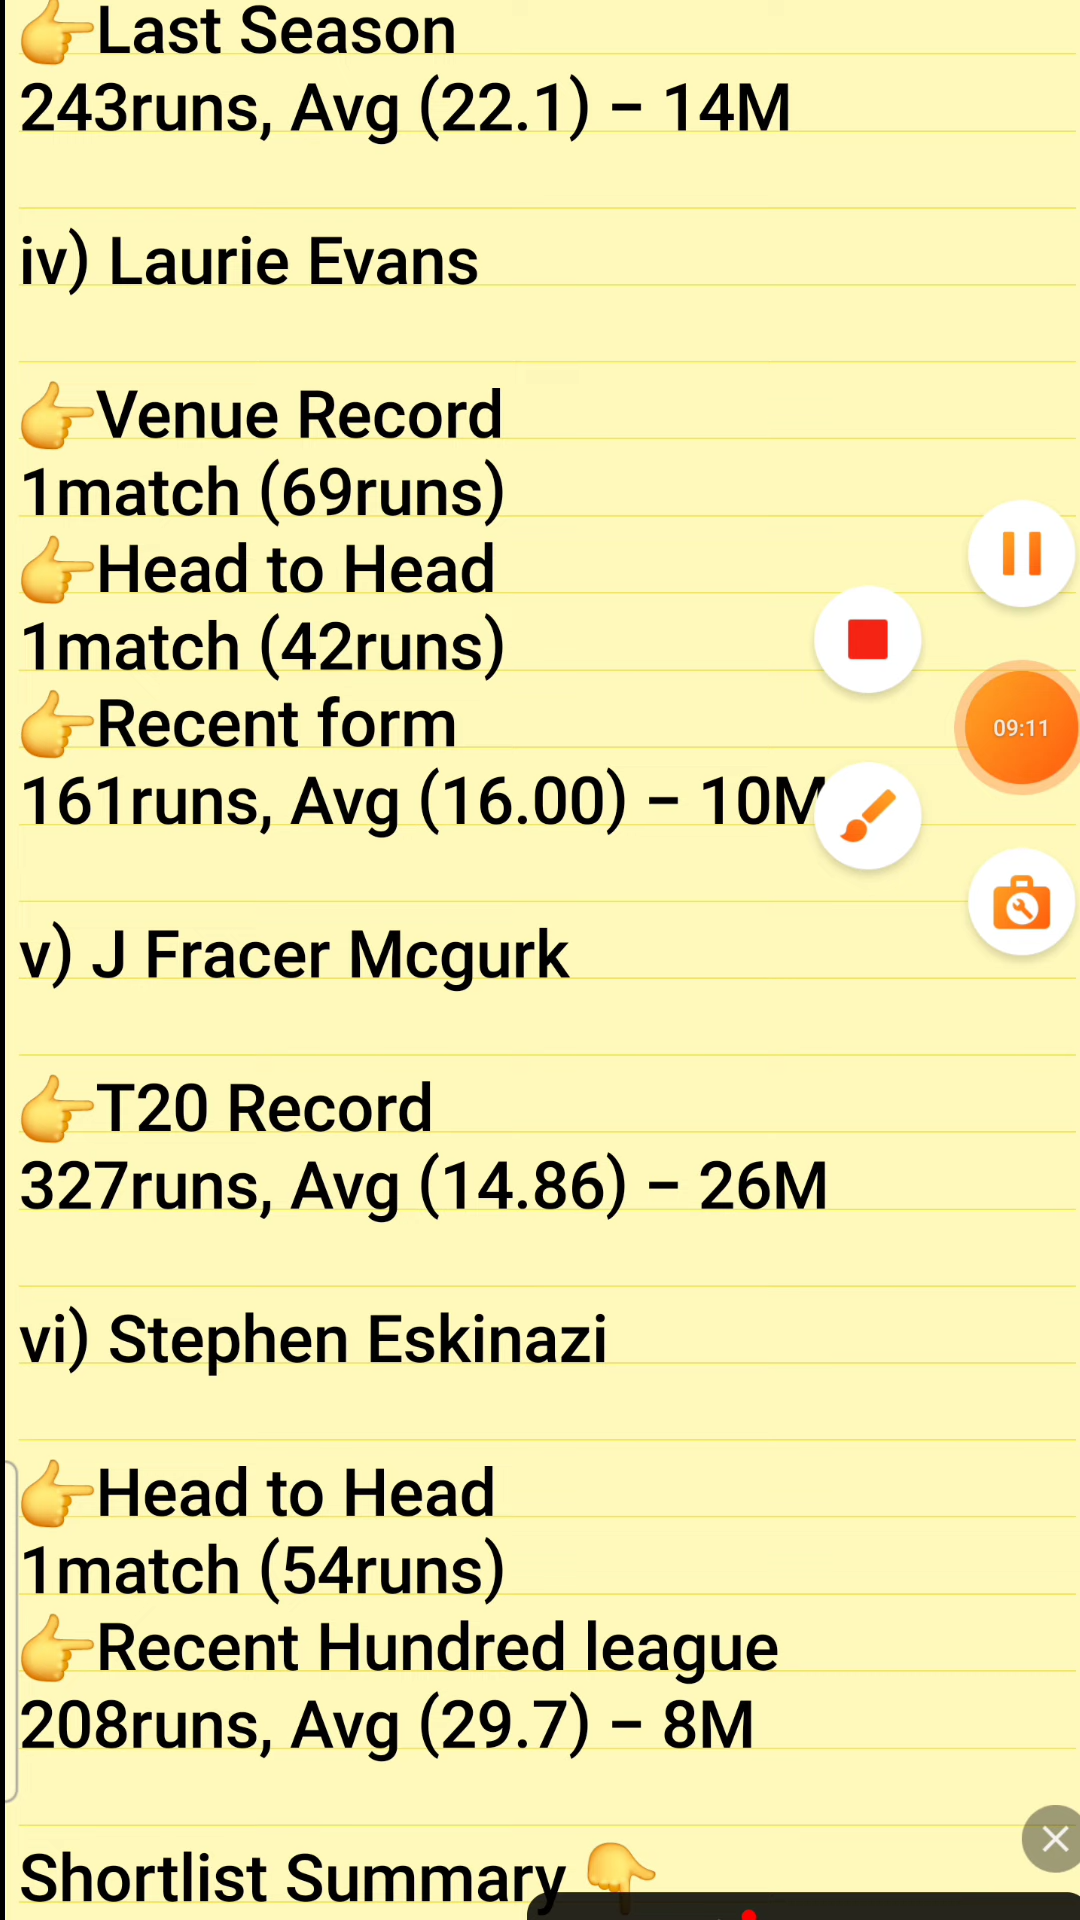 👉Last Season
243runs, Avg (22.1) – 14M
iv) Laurie Evans
👉Venue Record
1match (69runs)
👉Head to Head
1match (42runs)
👉Recent form
161runs, Avg (16.00) – 10M
09:11
v) J Fracer Mcgurk
👉T20 Record
327runs, Avg (14.86) – 26M
vi) Stephen Eskinazi
👉Head to Head
1match (54runs)
👉Recent Hundred league
208runs, Avg (29.7) – 8M
Shortlist Summary 👇